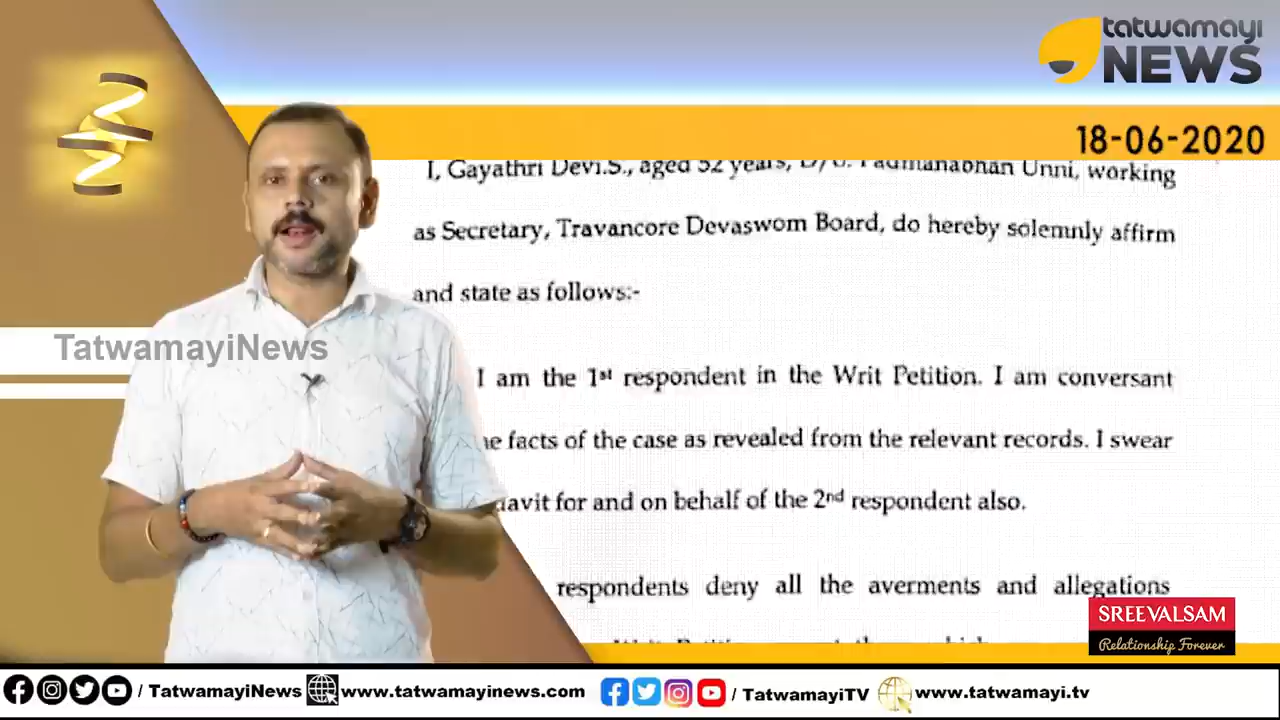 tatwamayi
NEWS
18-06-2020
I, Gayathri Devi.S., aged 52 years, D/o. Padmanabhan Unni, working
as Secretary, Travancore Devaswom Board, do hereby solemnly affirm
and state as follows:-
TatwamayiNews
I am the 1st respondent in the Writ Petition. I am conversant
facts of the case as revealed from the relevant records. I swear
for and on behalf of the 2nd respondent also.
respondents deny all the averments and allegations
SREEVALSAM
Relationship Forever
/ TatwamayiNews www.tatwamayinews.com / TatwamayiTV www.tatwamayi.tv